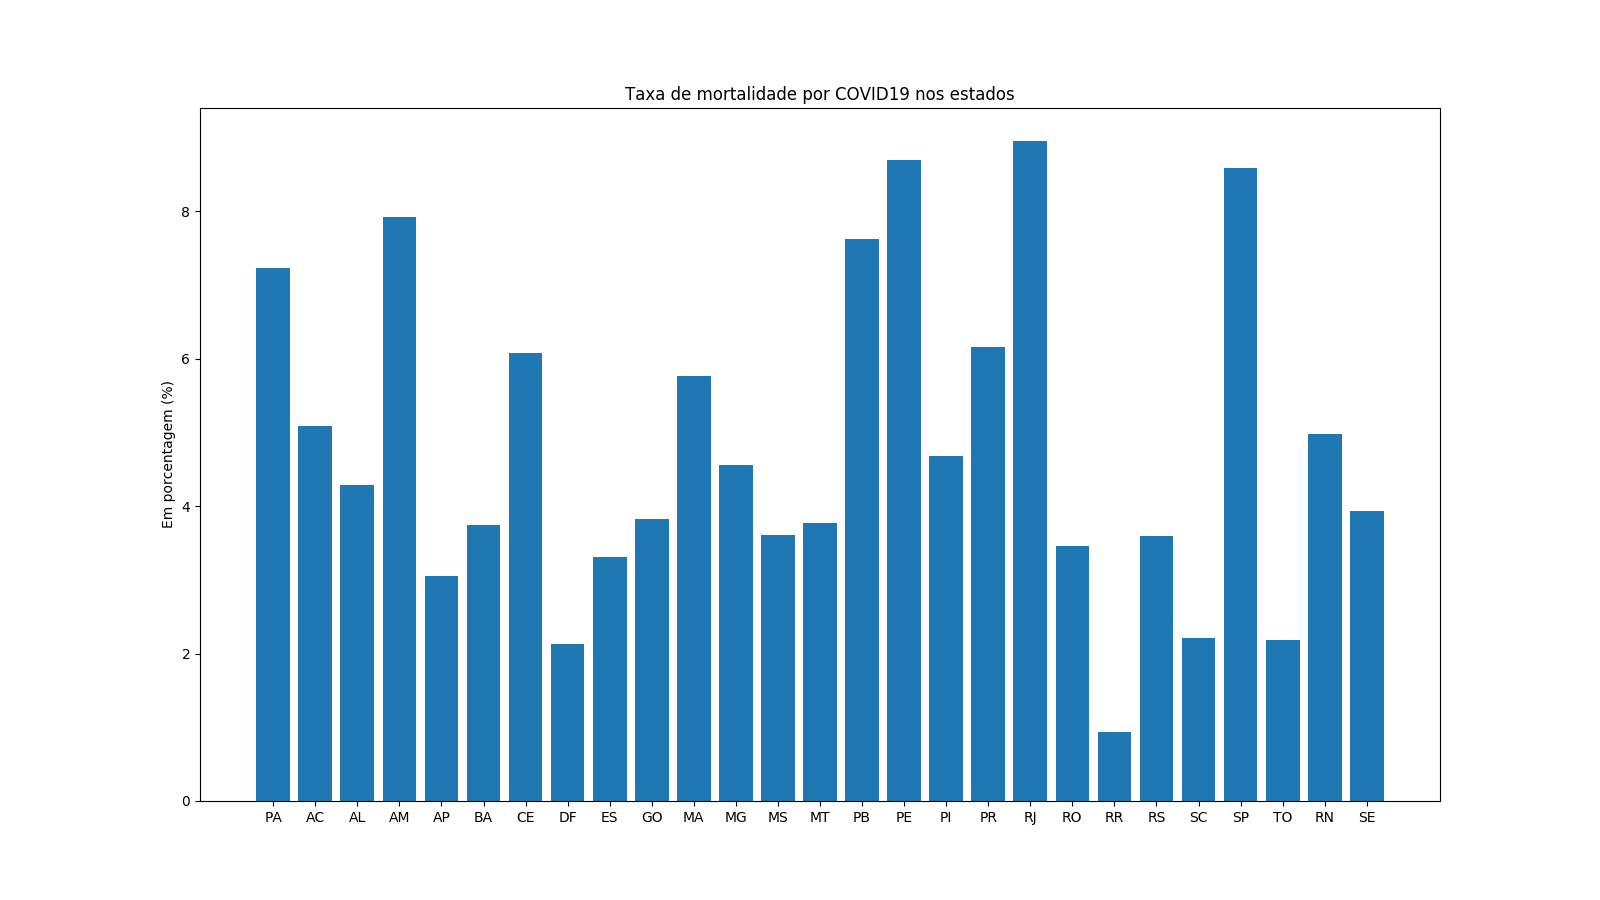 Taxa de mortalidade por COVID19 nos estados
Em porcentagem (%)
8
6
4
2
0
PA AC AL AM AP BA CE DF ES GO MA MG MS MT PB PE PI PR RJ RO RR RS SC SP TO RN SE